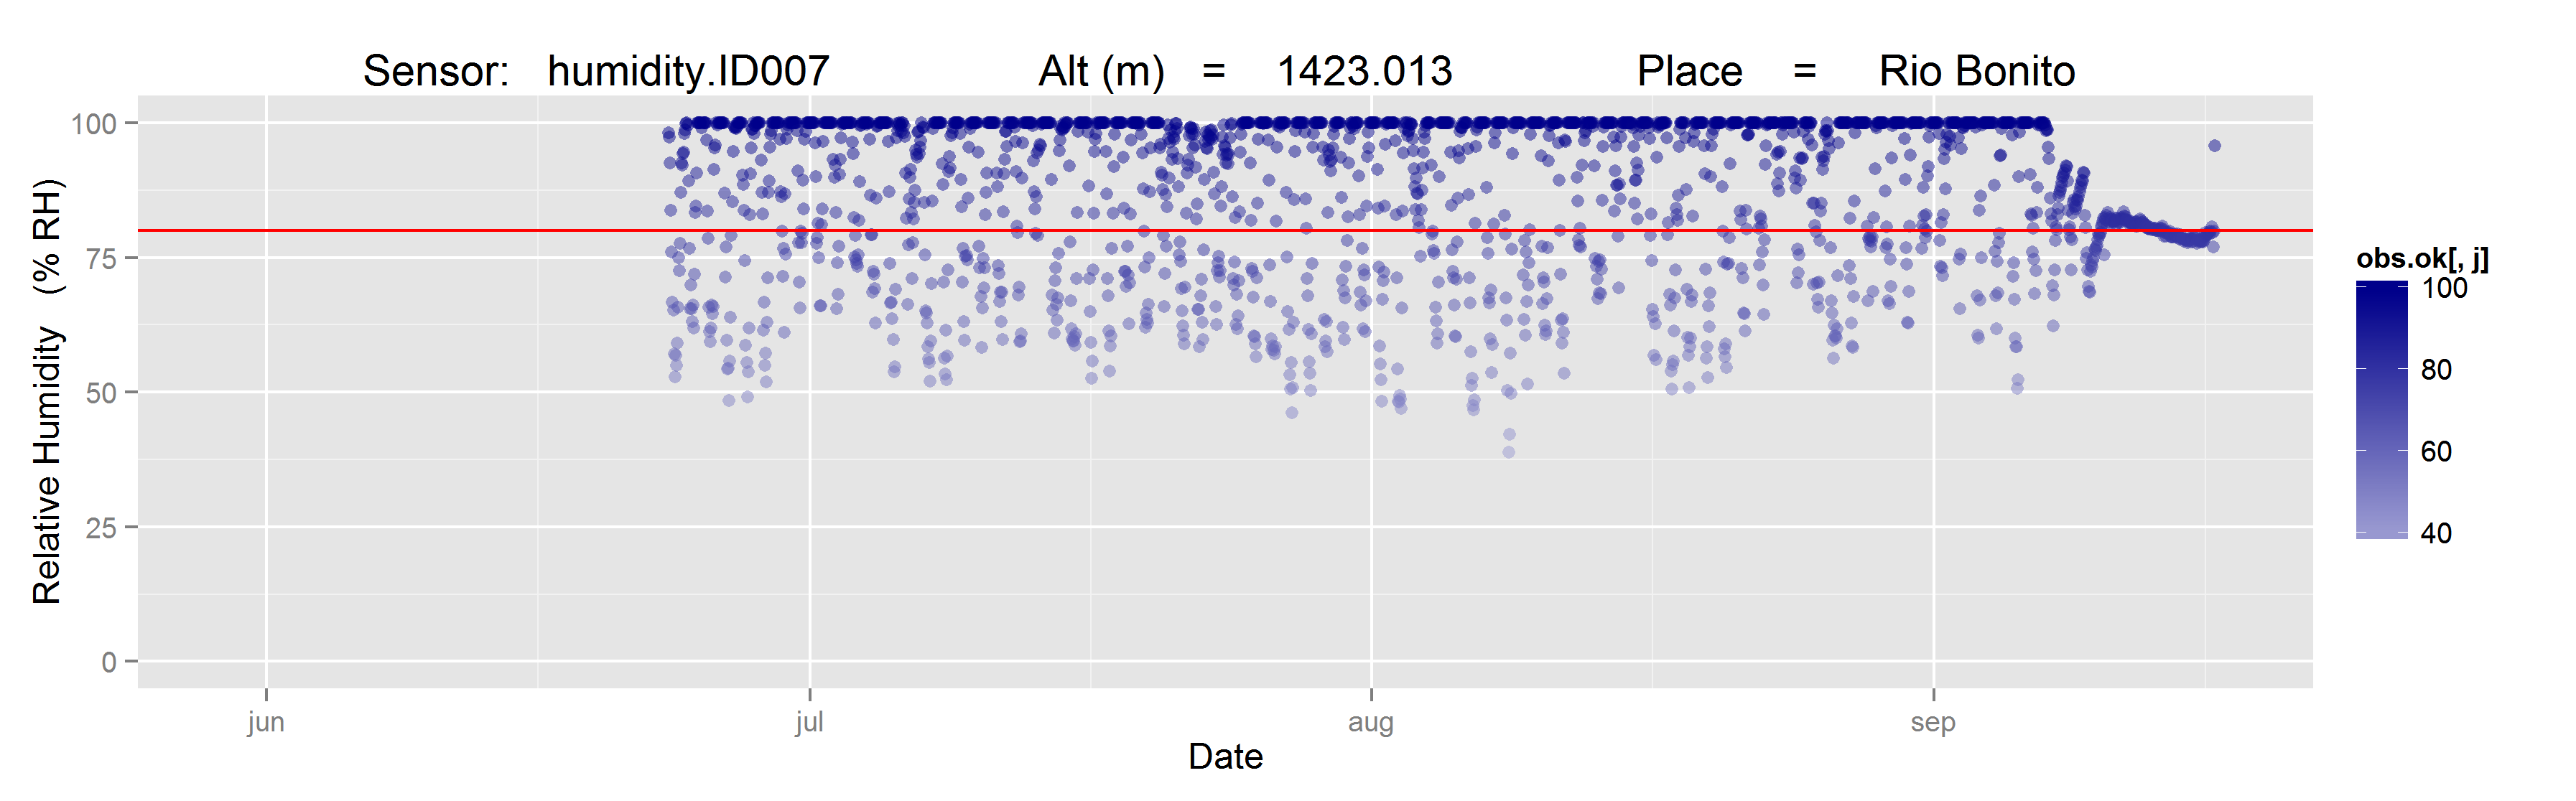 Sensor: humidity.ID007 Alt (m) = 1423.013 Place = Rio Bonito
Relative Humidity (% RH)
100
75
50
25
0
jun jul aug sep
Date
obs.ok[, j]
100
80
60
40